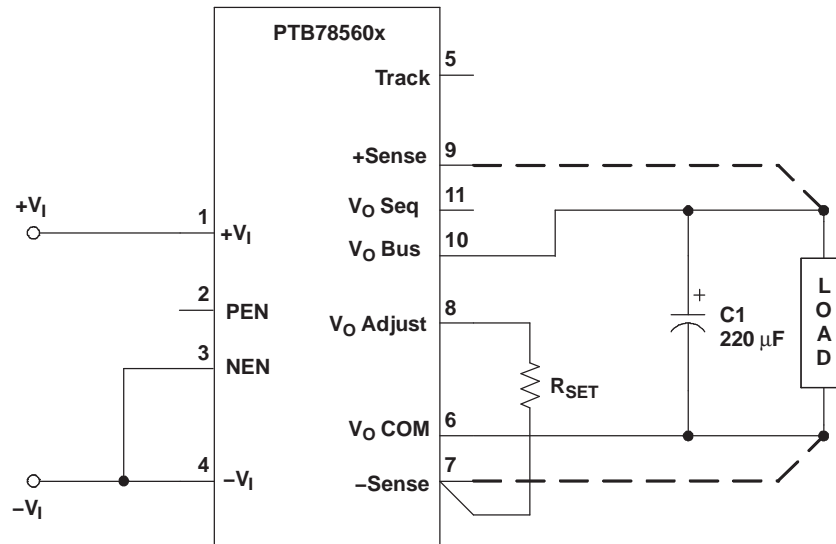 PTB78560x
5
Track
9
+Sense
11
V_O Seq
10
V_O Bus
+V_I
1
+V_I
2
PEN
8
V_O Adjust
3
NEN
R_SET
+
C1
220 μF
L
O
A
D
6
V_O COM
7
–Sense
4
–V_I
–V_I